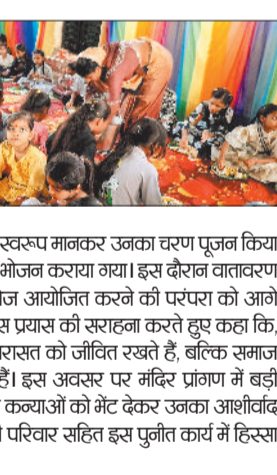 स्वरूप मानकर उनका चरण पूजन किया
भोजन कराया गया। इस दौरान वातावरण
आयोजित करने की परंपरा को आगे
प्रयास की सराहना करते हुए कहा कि,
को जीवित रखते हैं, बल्कि समाज
हैं। इस अवसर पर मंदिर प्रांगण में बड़ी
कन्याओं को भेंट देकर उनका आशीर्वाद
परिवार सहित इस पुनीत कार्य में हिस्सा